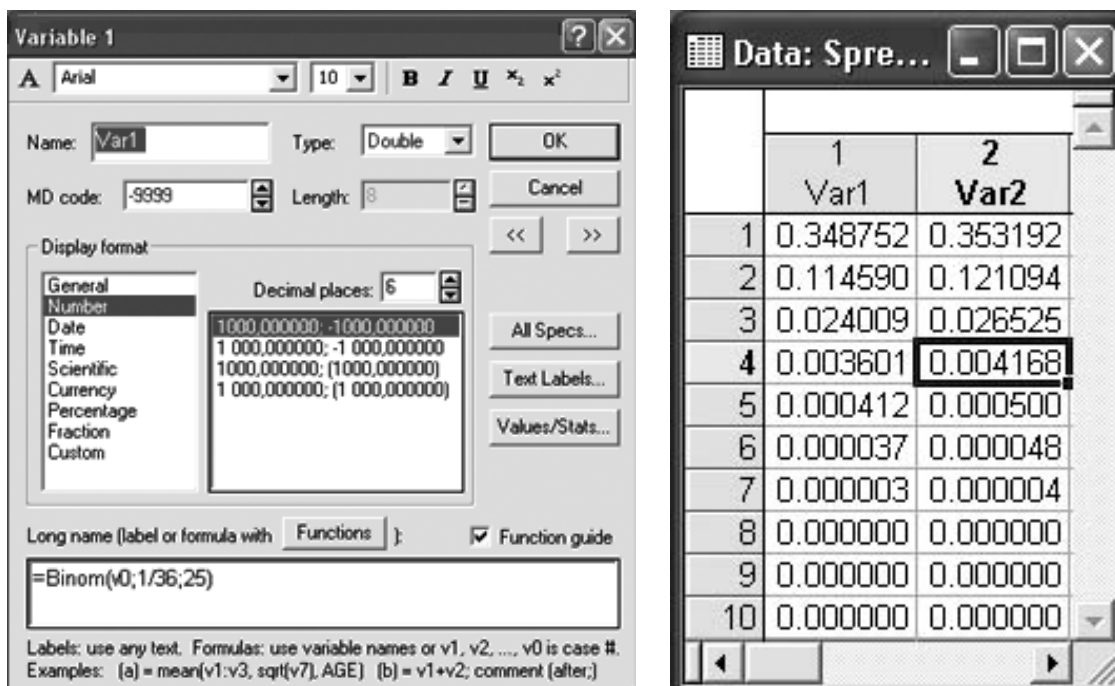 Variable 1
A Arial 10 B I U x₂ x²
Name: Var1 Type: Double OK
MD code: -9999 Length: 8 Cancel
<< >>
Display format
General
Number
Date
Time
Scientific
Currency
Percentage
Fraction
Custom
Decimal places: 6
1000,000000; -1000,000000
1 000,000000; -1 000,000000
1000,000000; (1000,000000)
1 000,000000; (1 000,000000)
All Specs...
Text Labels...
Values/Stats...
Long name (label or formula with Functions ): Function guide
=Binom(v0;1/36;25)
Labels: use any text. Formulas: use variable names or v1, v2, ..., v0 is case #.
Examples: (a) = mean(v1:v3, sqrt(v7), AGE) (b) = v1+v2; comment (after;)
Data: Spre...
1 2
Var1 Var2
1 0.348752 0.353192
2 0.114590 0.121094
3 0.024009 0.026525
4 0.003601 0.004168
5 0.000412 0.000500
6 0.000037 0.000048
7 0.000003 0.000004
8 0.000000 0.000000
9 0.000000 0.000000
10 0.000000 0.000000